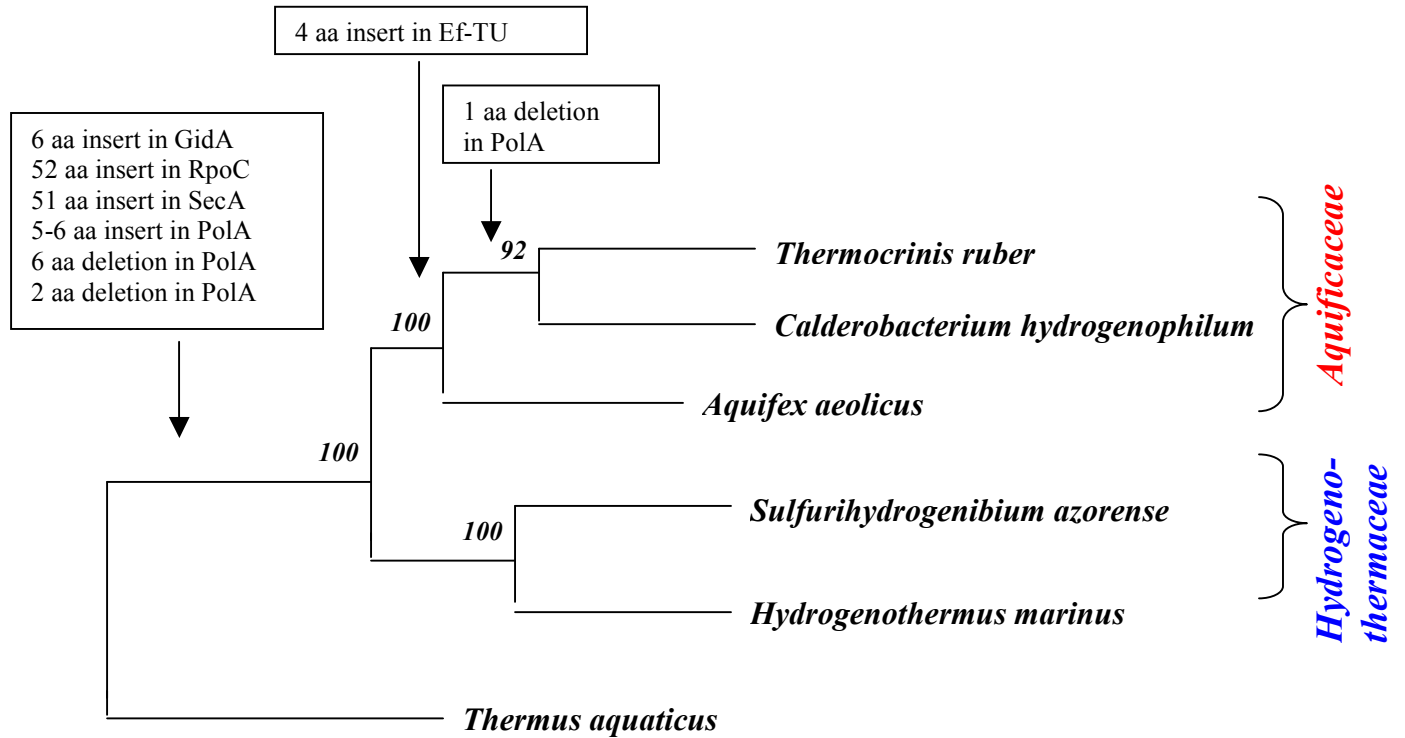 4 aa insert in Ef-TU
1 aa deletion
in PolA
6 aa insert in GidA
52 aa insert in RpoC
51 aa insert in SecA
5-6 aa insert in PolA
6 aa deletion in PolA
2 aa deletion in PolA
92
Thermocrinis ruber
100
Calderobacterium hydrogenophilum
Aquifex aeolicus
Aquificaceae
100
Sulfurihydrogenibium azorense
100
Hydrogenothermus marinus
Hydrogeno-
thermaceae
Thermus aquaticus